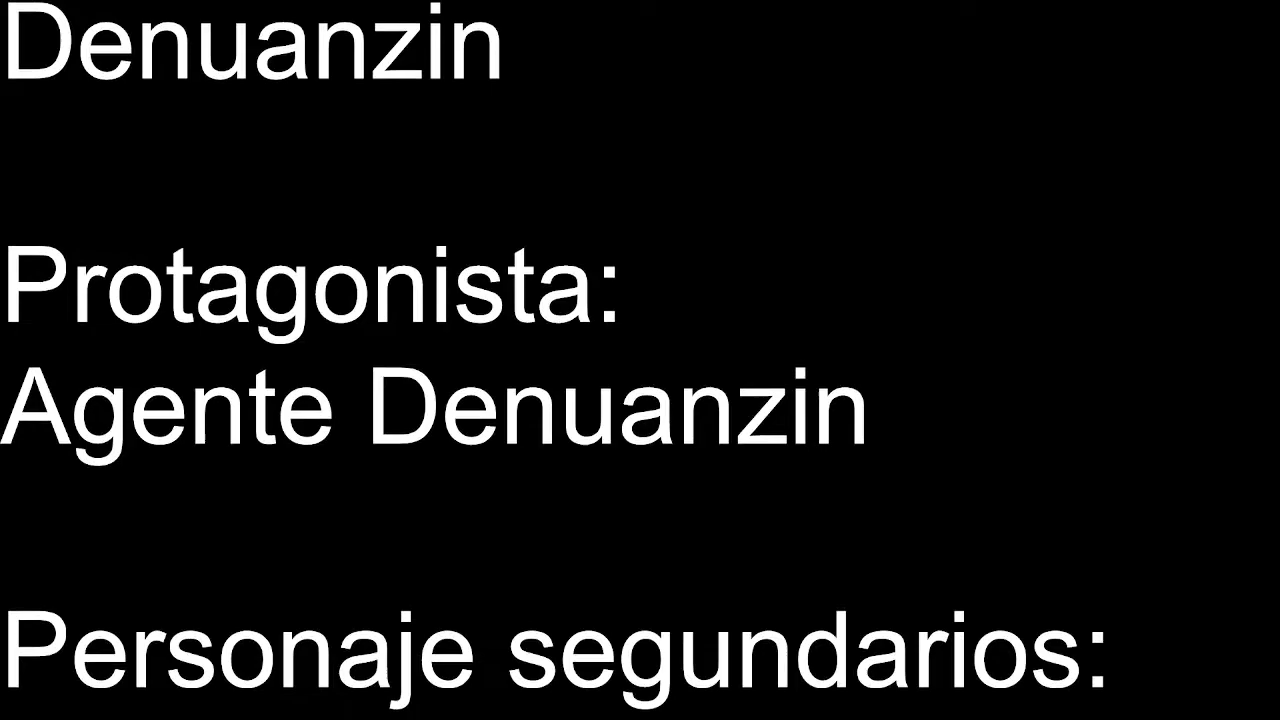 Denuanzin
Protagonista:
Agente Denuanzin
Personaje segundarios: